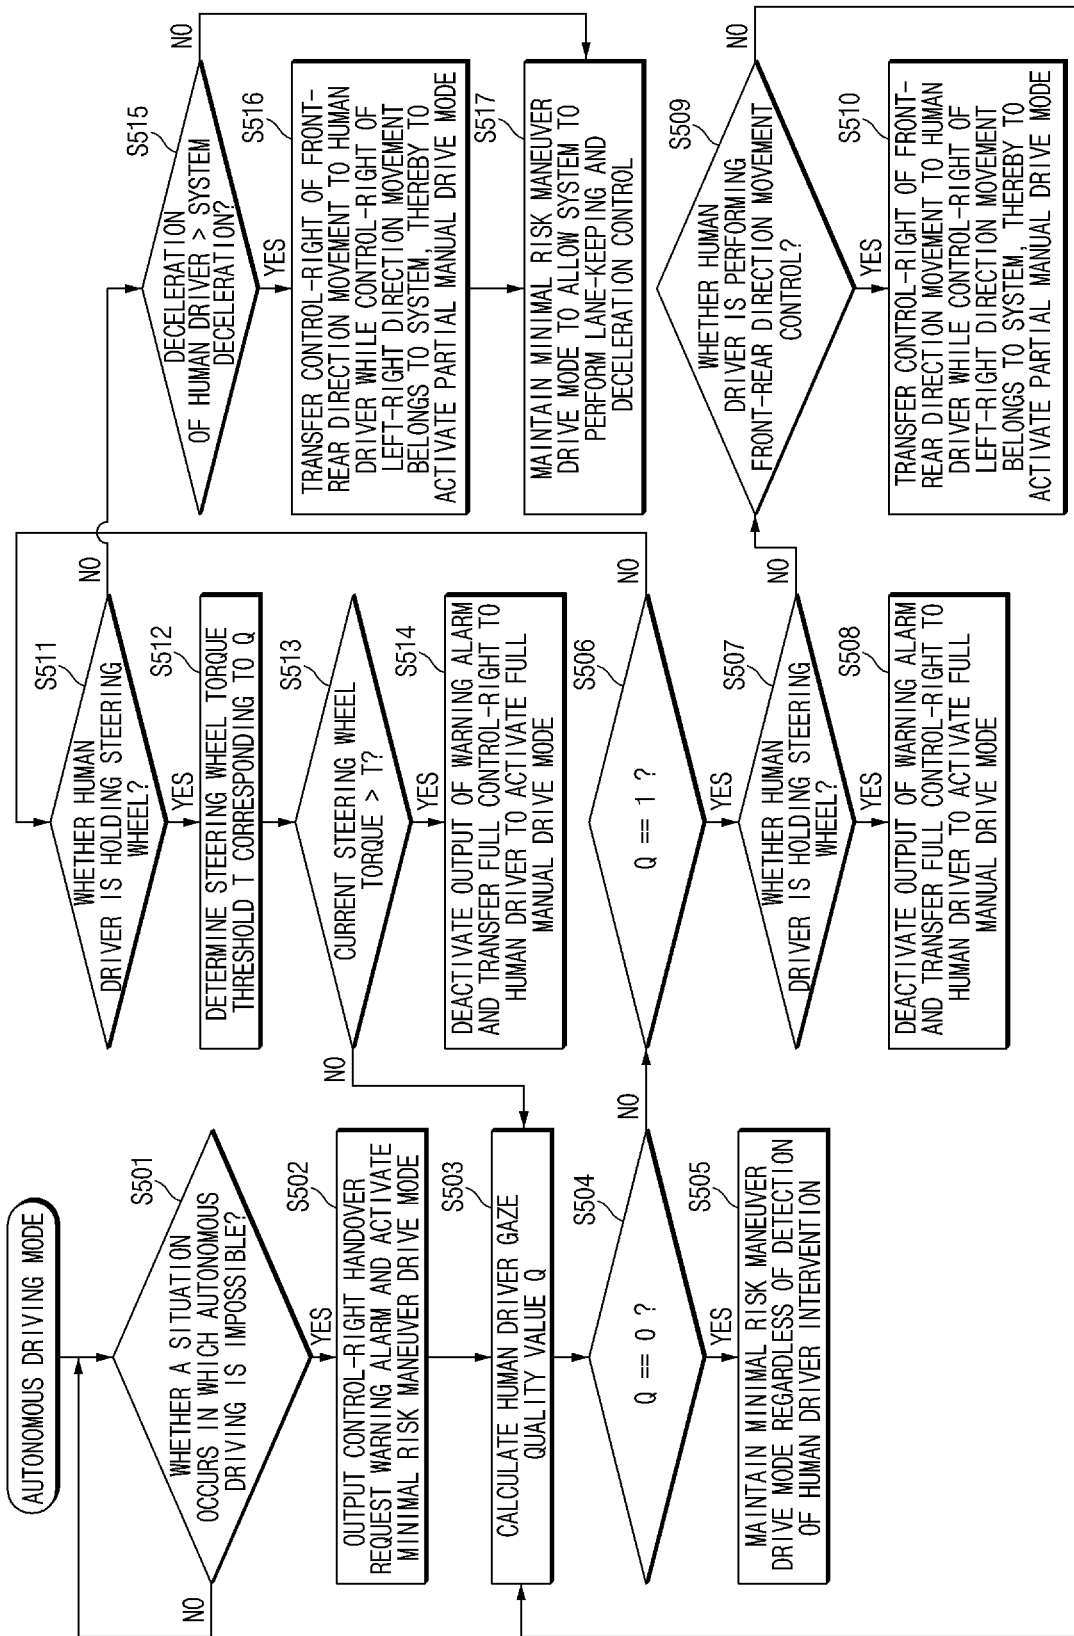 AUTONOMOUS DRIVING MODE
S501
WHETHER A SITUATION
OCCURS IN WHICH AUTONOMOUS
DRIVING IS IMPOSSIBLE?
NO
YES
S502
OUTPUT CONTROL-RIGHT HANDOVER
REQUEST WARNING ALARM AND ACTIVATE
MINIMAL RISK MANEUVER DRIVE MODE
S503
CALCULATE HUMAN DRIVER GAZE
QUALITY VALUE Q
S504
Q == 0 ?
NO
YES
S505
MAINTAIN MINIMAL RISK MANEUVER
DRIVE MODE REGARDLESS OF DETECTION
OF HUMAN DRIVER INTERVENTION
S511
WHETHER HUMAN
DRIVER IS HOLDING STEERING
WHEEL?
NO
YES
S512
DETERMINE STEERING WHEEL TORQUE
THRESHOLD T CORRESPONDING TO Q
S513
CURRENT STEERING WHEEL
TORQUE > T?
NO
YES
S514
DEACTIVATE OUTPUT OF WARNING ALARM
AND TRANSFER FULL CONTROL-RIGHT TO
HUMAN DRIVER TO ACTIVATE FULL
MANUAL DRIVE MODE
S506
Q == 1 ?
NO
YES
S507
WHETHER HUMAN
DRIVER IS HOLDING STEERING
WHEEL?
NO
YES
S508
DEACTIVATE OUTPUT OF WARNING ALARM
AND TRANSFER FULL CONTROL-RIGHT TO
HUMAN DRIVER TO ACTIVATE FULL
MANUAL DRIVE MODE
S515
DECELERATION
OF HUMAN DRIVER > SYSTEM
DECELERATION?
NO
YES
S516
TRANSFER CONTROL-RIGHT OF FRONT-
REAR DIRECTION MOVEMENT TO HUMAN
DRIVER WHILE CONTROL-RIGHT OF
LEFT-RIGHT DIRECTION MOVEMENT
BELONGS TO SYSTEM, THEREBY TO
ACTIVATE PARTIAL MANUAL DRIVE MODE
S517
MAINTAIN MINIMAL RISK MANEUVER
DRIVE MODE TO ALLOW SYSTEM TO
PERFORM LANE-KEEPING AND
DECELERATION CONTROL
S509
WHETHER HUMAN
DRIVER IS PERFORMING
FRONT-REAR DIRECTION MOVEMENT
CONTROL?
NO
YES
S510
TRANSFER CONTROL-RIGHT OF FRONT-
REAR DIRECTION MOVEMENT TO HUMAN
DRIVER WHILE CONTROL-RIGHT OF
LEFT-RIGHT DIRECTION MOVEMENT
BELONGS TO SYSTEM, THEREBY TO
ACTIVATE PARTIAL MANUAL DRIVE MODE